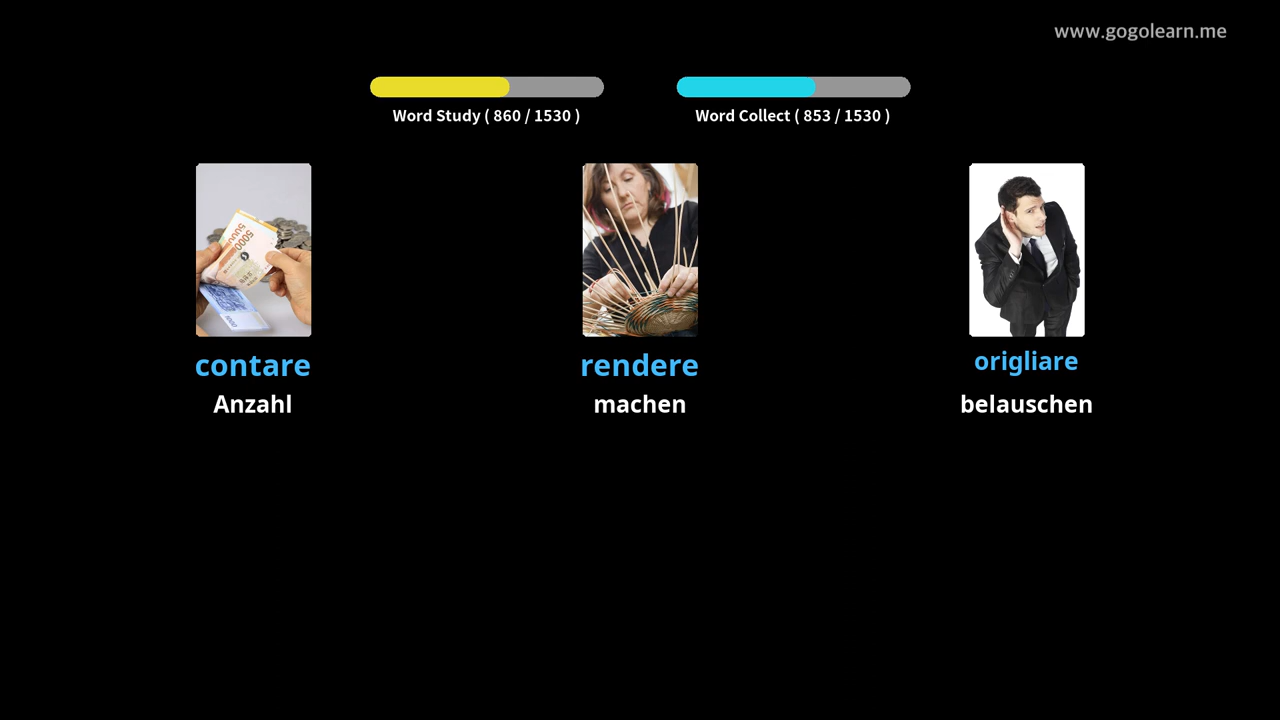 www.gogolearn.me
Word Study ( 860 / 1530 )
Word Collect ( 853 / 1530 )
contare
rendere
origliare
Anzahl
machen
belauschen